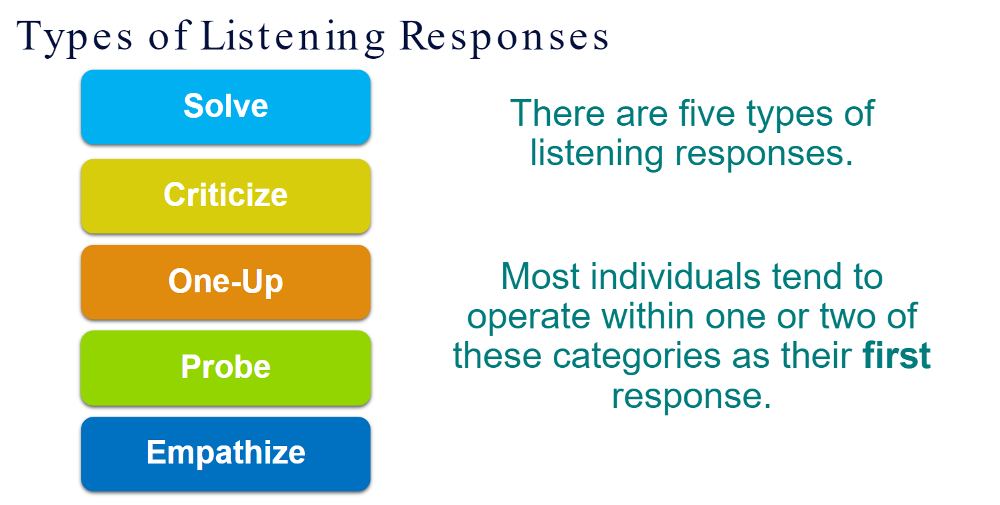 Types of Listening Responses
Solve
Criticize
One-Up
Probe
Empathize
There are five types of
listening responses.
Most individuals tend to
operate within one or two of
these categories as their first
response.